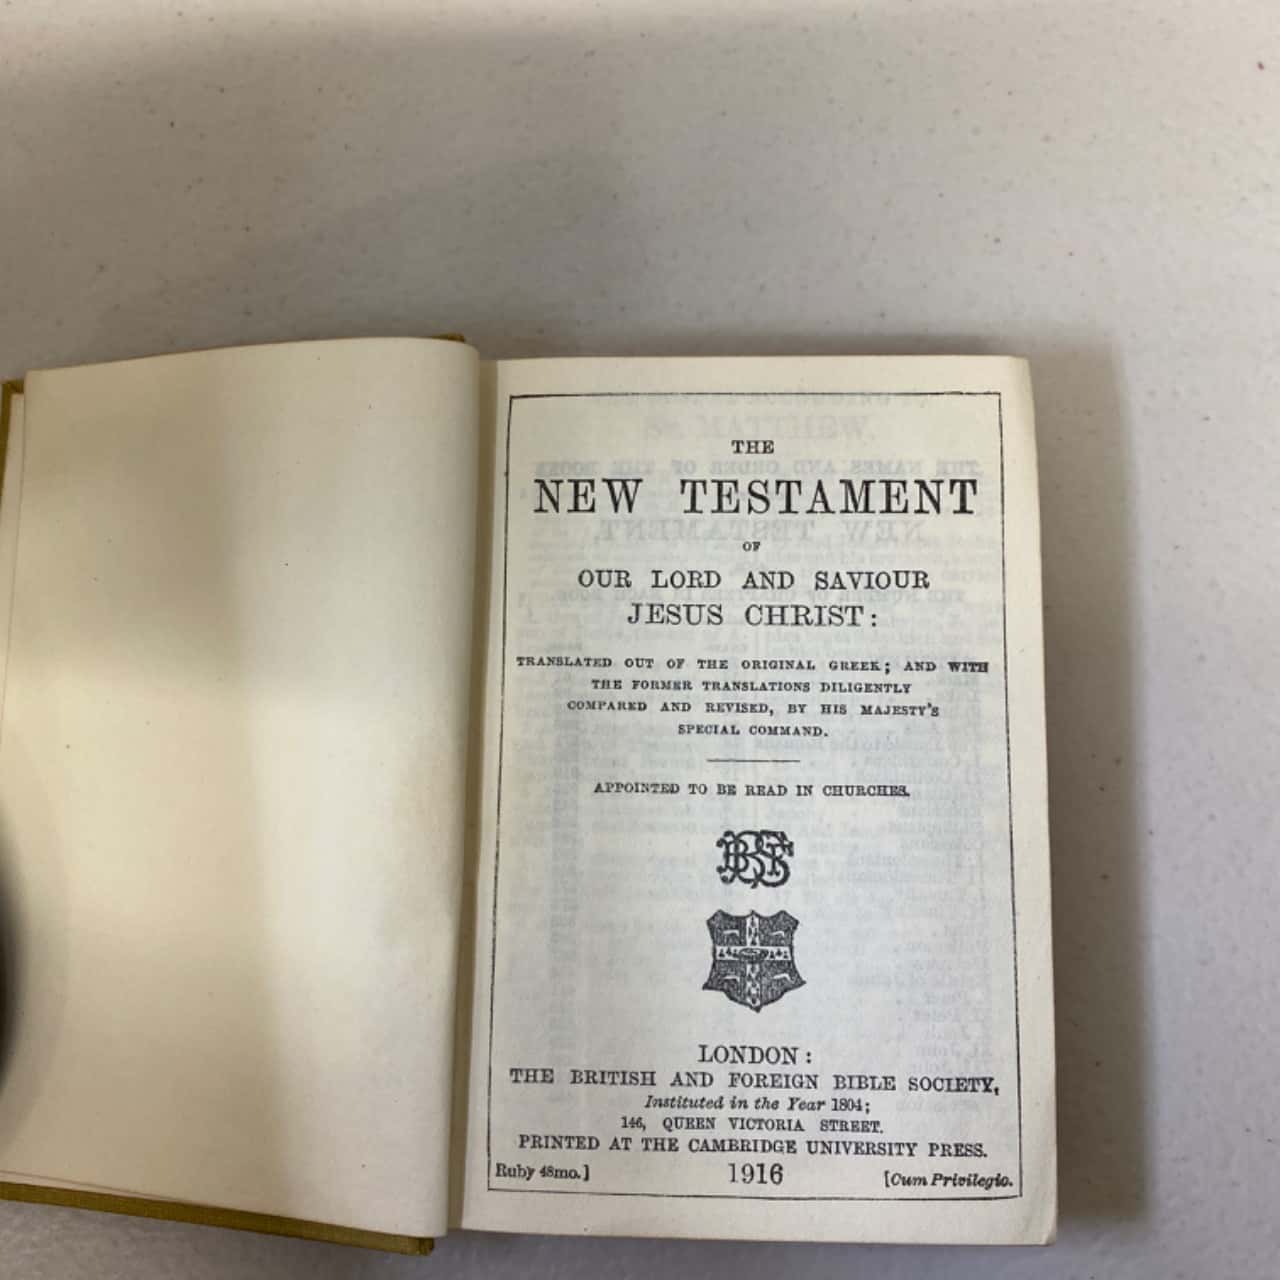 THE
NEW TESTAMENT
OF
OUR LORD AND SAVIOUR
JESUS CHRIST:
TRANSLATED OUT OF THE ORIGINAL GREEK; AND WITH
THE FORMER TRANSLATIONS DILIGENTLY
COMPARED AND REVISED, BY HIS MAJESTY'S
SPECIAL COMMAND.
APPOINTED TO BE READ IN CHURCHES.
BFBS
LONDON:
THE BRITISH AND FOREIGN BIBLE SOCIETY,
Instituted in the Year 1804;
146, QUEEN VICTORIA STREET.
PRINTED AT THE CAMBRIDGE UNIVERSITY PRESS.
Ruby 48mo.] 1916 [Cum Privilegio.